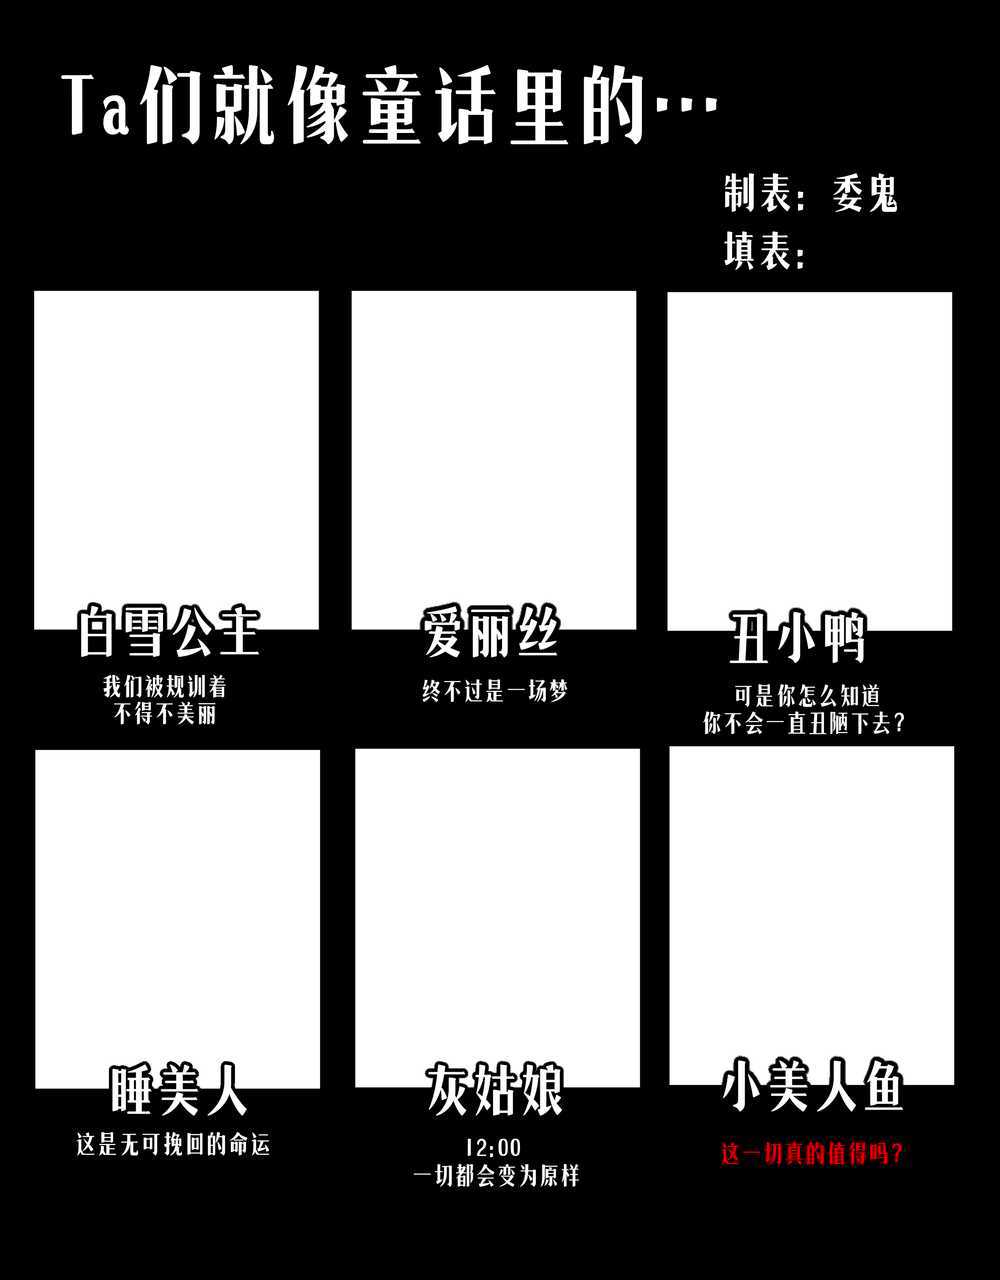 Ta们就像童话里的…
制表：委鬼
填表：
白雪公主
我们被规训着
不得不美丽
爱丽丝
终不过是一场梦
丑小鸭
可是你怎么知道
你不会一直丑陋下去？
睡美人
这是无可挽回的命运
灰姑娘
12:00
一切都会变为原样
小美人鱼
这一切真的值得吗？